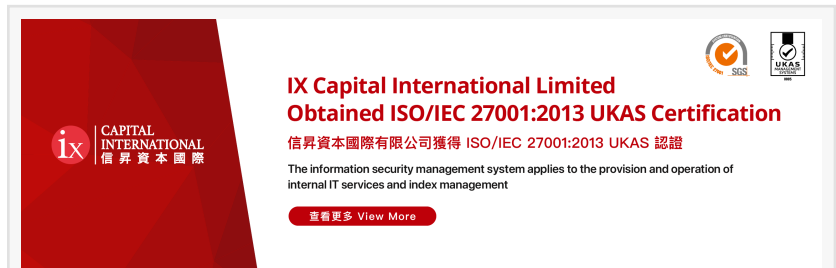 SGS
UKAS
MANAGEMENT
SYSTEMS
IX Capital International Limited
Obtained ISO/IEC 27001:2013 UKAS Certification
信昇資本國際有限公司獲得 ISO/IEC 27001:2013 UKAS 認證
ix
CAPITAL
INTERNATIONAL
信昇資本國際
The information security management system applies to the provision and operation of
internal IT services and index management
查看更多 View More